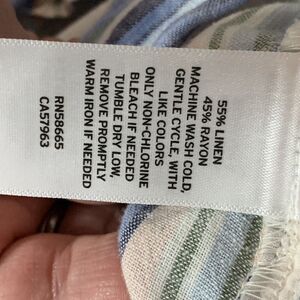 55% LINEN
45% RAYON
MACHINE WASH COLD,
GENTLE CYCLE, WITH
LIKE COLORS
ONLY NON-CHLORINE
BLEACH IF NEEDED
TUMBLE DRY LOW,
REMOVE PROMPTLY
WARM IRON IF NEEDED
RN58665
CA57963